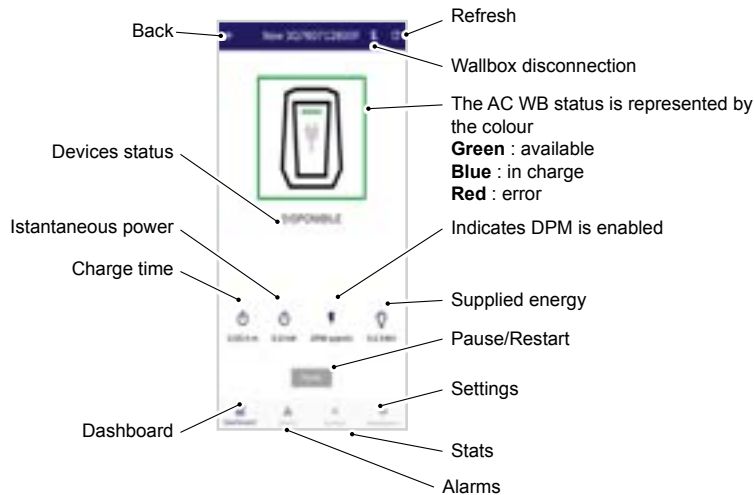 Back
Refresh
Wallbox disconnection
The AC WB status is represented by
the colour
Green : available
Blue : in charge
Red : error
Devices status
DISPONIBILE
Istantaneous power
Indicates DPM is enabled
Charge time
Supplied energy
Pause/Restart
Settings
Dashboard
Dashboard
Stats
Alarms